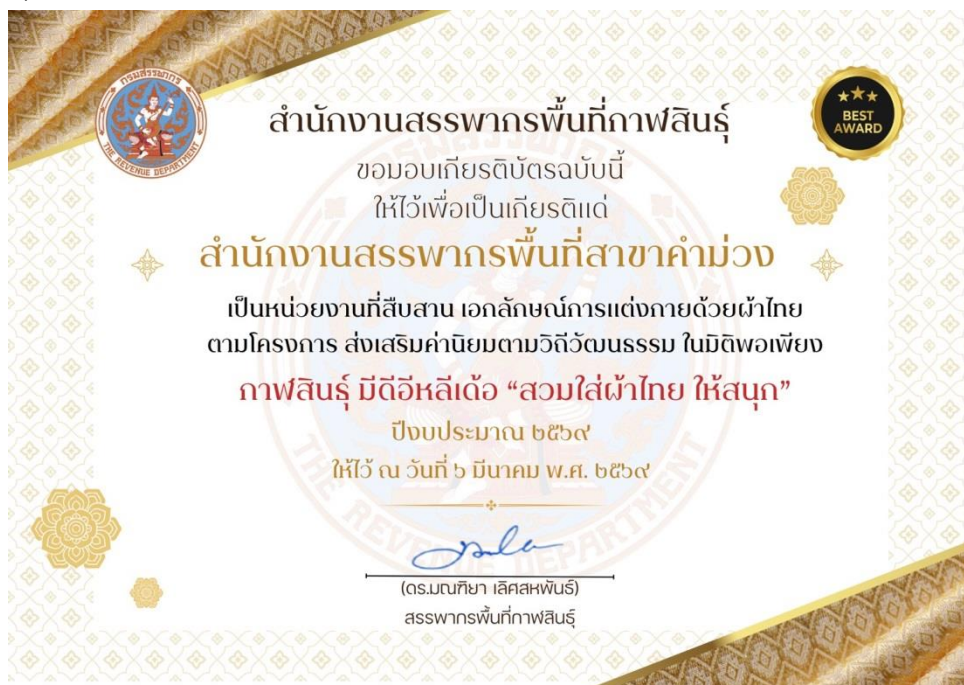 กรมสรรพากร
THE REVENUE DEPARTMENT
BEST
AWARD
สำนักงานสรรพากรพื้นที่กาฬสินธุ์
ขอมอบเกียรติบัตรฉบับนี้
ให้ไว้เพื่อเป็นเกียรติแด่
สำนักงานสรรพากรพื้นที่สาขาคำม่วง
เป็นหน่วยงานที่สืบสาน เอกลักษณ์การแต่งกายด้วยผ้าไทย
ตามโครงการ ส่งเสริมค่านิยมตามวิถีวัฒนธรรม ในมิติพอเพียง
กาฬสินธุ์ มีดีอีหลีเด้อ “สวมใส่ผ้าไทย ให้สนุก”
ปีงบประมาณ ๒๕๖๙
ให้ไว้ ณ วันที่ ๖ มีนาคม พ.ศ. ๒๕๖๙
(ดร.มณฑิยา เลิศสหพันธ์)
สรรพากรพื้นที่กาฬสินธุ์
กรมสรรพากร
THE REVENUE DEPARTMENT